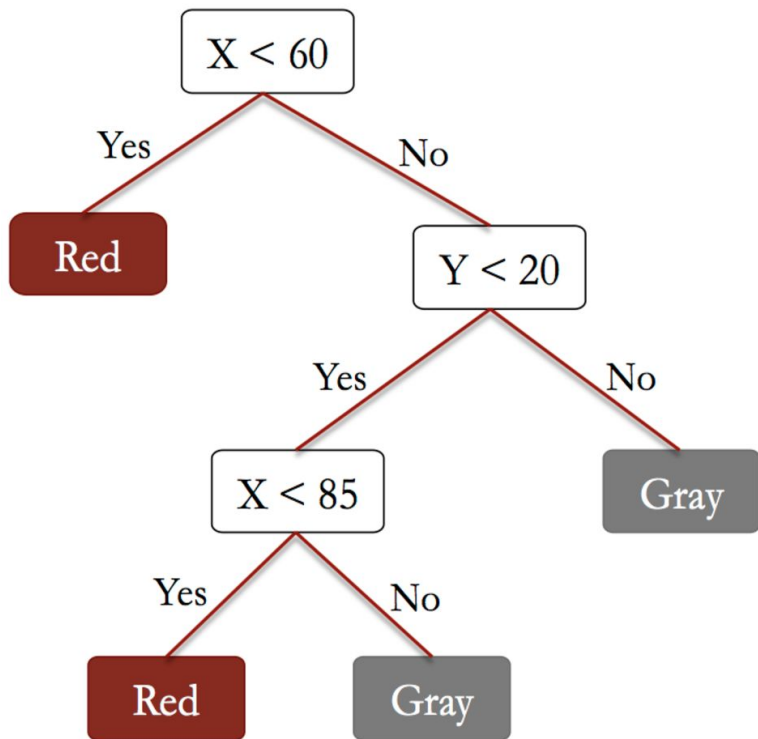 X < 60
Yes
No
Red
Y < 20
Yes
No
X < 85
Gray
Yes
No
Red
Gray